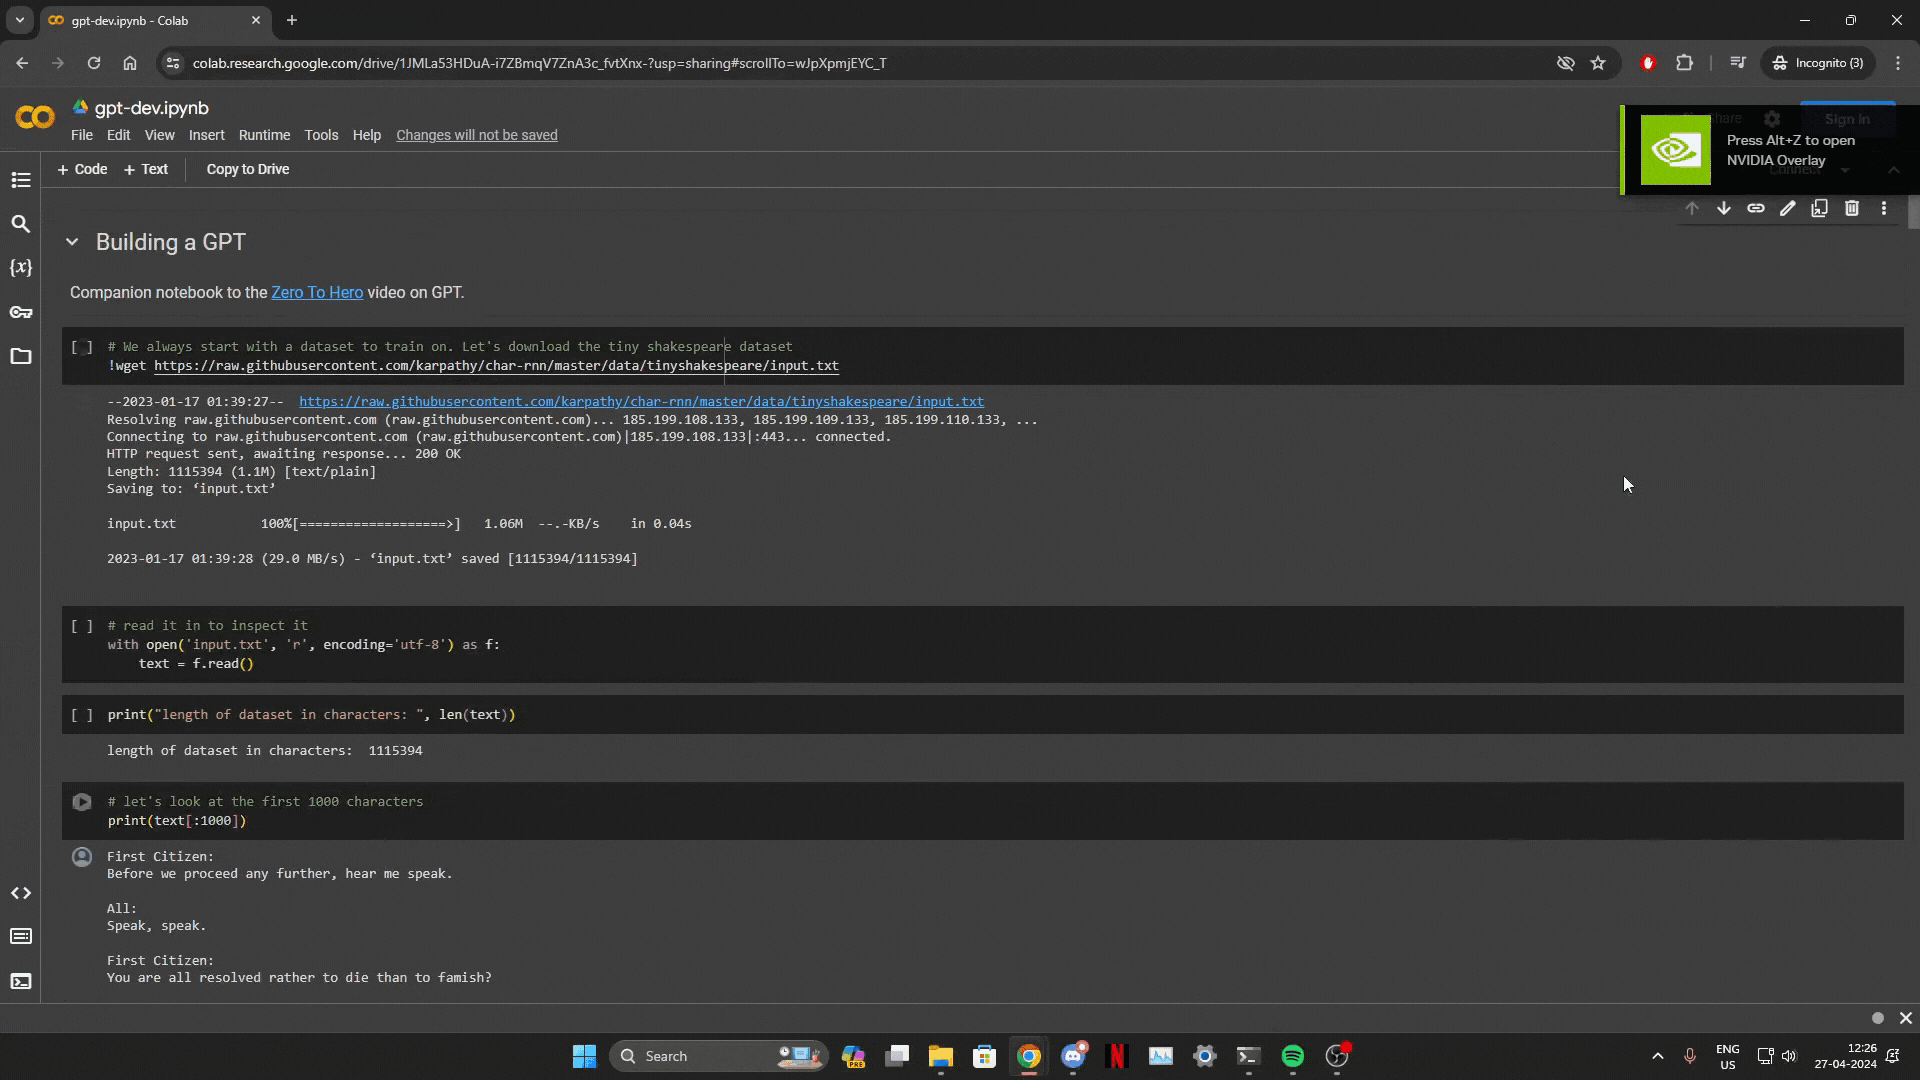 gpt-dev.ipynb - Colab
colab.research.google.com/drive/1JMLa53HDuA-i7ZBmqV7ZnA3c_fvtXnx-?usp=sharing#scrollTo=wJpXpmjEYC_T
Incognito (3)
gpt-dev.ipynb
Share
Sign in
File Edit View Insert Runtime Tools Help Changes will not be saved
Press Alt+Z to open
NVIDIA Overlay
+ Code + Text Copy to Drive
Connect
Building a GPT
Companion notebook to the Zero To Hero video on GPT.
[ ] # We always start with a dataset to train on. Let's download the tiny shakespeare dataset
!wget https://raw.githubusercontent.com/karpathy/char-rnn/master/data/tinyshakespeare/input.txt
--2023-01-17 01:39:27-- https://raw.githubusercontent.com/karpathy/char-rnn/master/data/tinyshakespeare/input.txt
Resolving raw.githubusercontent.com (raw.githubusercontent.com)... 185.199.108.133, 185.199.109.133, 185.199.110.133, ...
Connecting to raw.githubusercontent.com (raw.githubusercontent.com)|185.199.108.133|:443... connected.
HTTP request sent, awaiting response... 200 OK
Length: 1115394 (1.1M) [text/plain]
Saving to: ‘input.txt’
input.txt 100%[===================>] 1.06M --.-KB/s in 0.04s
2023-01-17 01:39:28 (29.0 MB/s) - ‘input.txt’ saved [1115394/1115394]
[ ] # read it in to inspect it
with open('input.txt', 'r', encoding='utf-8') as f:
text = f.read()
[ ] print("length of dataset in characters: ", len(text))
length of dataset in characters: 1115394
# let's look at the first 1000 characters
print(text[:1000])
First Citizen:
Before we proceed any further, hear me speak.
All:
Speak, speak.
First Citizen:
You are all resolved rather to die than to famish?
Search
PRE
ENG
US
12:26
27-04-2024